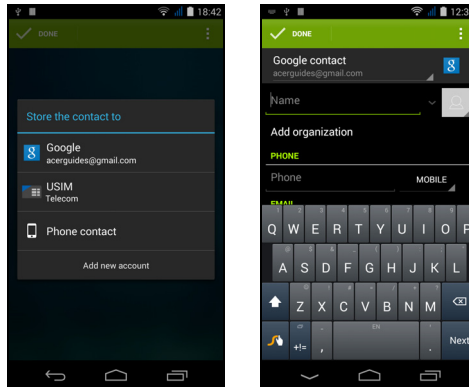 18:42
DONE
Store the contact to
Google
acerguides@gmail.com
USIM
Telecom
Phone contact
Add new account
12:3
DONE
Google contact
acerguides@gmail.com
8
Name
Add organization
PHONE
Phone
MOBILE
EMAIL
Q W E R T Y U I O P
A S D F G H J K L
Z X C V B N M
+!= , EN . Next